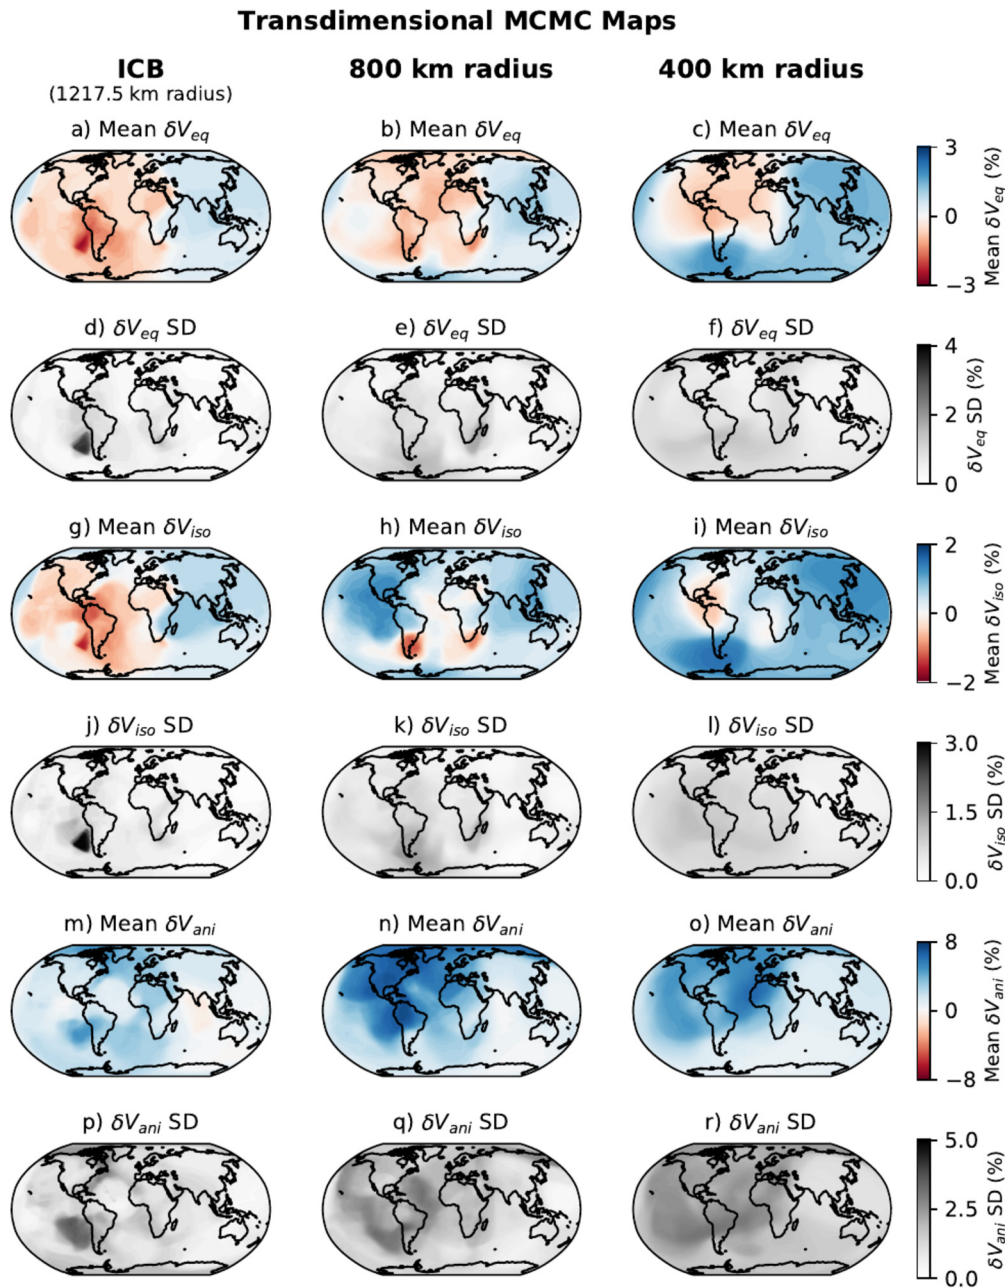 Transdimensional MCMC Maps
ICB
(1217.5 km radius)
800 km radius
400 km radius
a) Mean δV_eq
b) Mean δV_eq
c) Mean δV_eq
3
0
−3
Mean δV_eq (%)
d) δV_eq SD
e) δV_eq SD
f) δV_eq SD
4
2
0
δV_eq SD (%)
g) Mean δV_iso
h) Mean δV_iso
i) Mean δV_iso
2
0
−2
Mean δV_iso (%)
j) δV_iso SD
k) δV_iso SD
l) δV_iso SD
3.0
1.5
0.0
δV_iso SD (%)
m) Mean δV_ani
n) Mean δV_ani
o) Mean δV_ani
8
0
−8
Mean δV_ani (%)
p) δV_ani SD
q) δV_ani SD
r) δV_ani SD
5.0
2.5
0.0
δV_ani SD (%)